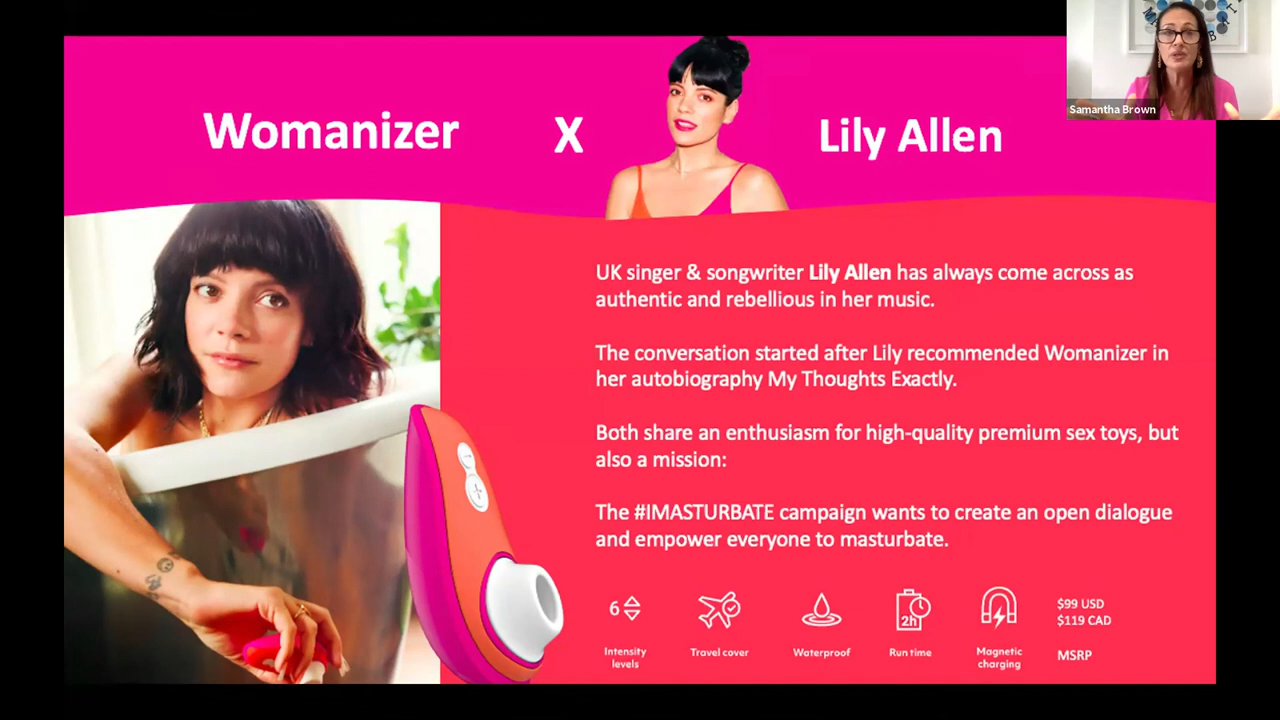 Womanizer X Lily Allen
Samantha Brown
UK singer & songwriter Lily Allen has always come across as
authentic and rebellious in her music.
The conversation started after Lily recommended Womanizer in
her autobiography My Thoughts Exactly.
Both share an enthusiasm for high-quality premium sex toys, but
also a mission:
The #IMASTURBATE campaign wants to create an open dialogue
and empower everyone to masturbate.
6
Intensity
levels
Travel cover
Waterproof
2h
Run time
Magnetic
charging
$99 USD
$119 CAD
MSRP